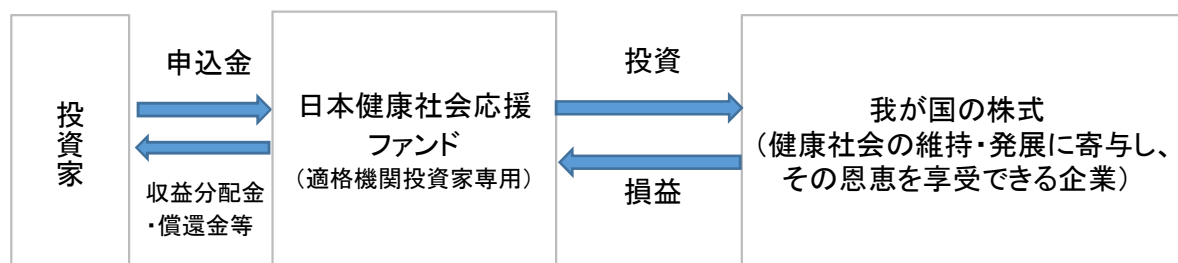 投資家
申込金
収益分配金
・償還金等
日本健康社会応援
ファンド
（適格機関投資家専用）
投資
損益
我が国の株式
（健康社会の維持・発展に寄与し、
その恩恵を享受できる企業）